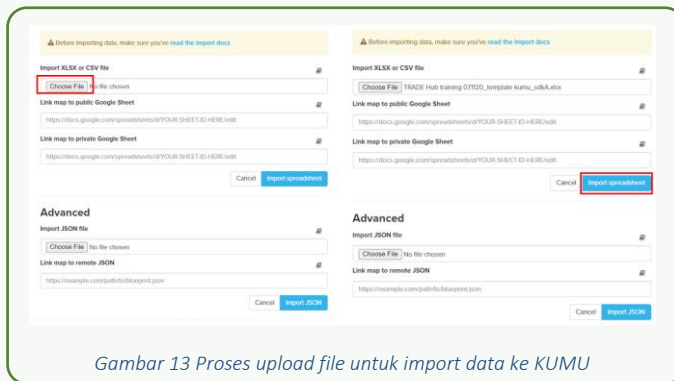 Before importing data, make sure you've read the import docs
Import XLSX or CSV file
Choose File No file chosen
Link map to public Google Sheet
https://docs.google.com/spreadsheets/d/YOUR-SHEET-ID-HERE/edit
Link map to private Google Sheet
https://docs.google.com/spreadsheets/d/YOUR-SHEET-ID-HERE/edit
Cancel Import spreadsheet
Advanced
Import JSON file
Choose File No file chosen
Link map to remote JSON
https://example.com/path/to/blueprint.json
Cancel Import JSON
Before importing data, make sure you've read the import docs
Import XLSX or CSV file
Choose File TRADE Hub training 071120_template kumu_sdkA.xlsx
Link map to public Google Sheet
https://docs.google.com/spreadsheets/d/YOUR-SHEET-ID-HERE/edit
Link map to private Google Sheet
https://docs.google.com/spreadsheets/d/YOUR-SHEET-ID-HERE/edit
Cancel Import spreadsheet
Advanced
Import JSON file
Choose File No file chosen
Link map to remote JSON
https://example.com/path/to/blueprint.json
Cancel Import JSON
Gambar 13 Proses upload file untuk import data ke KUMU